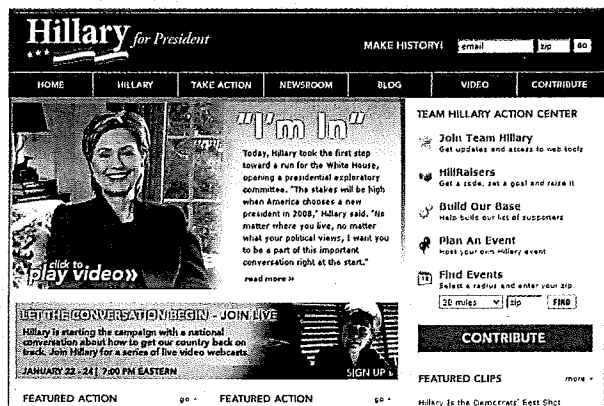 Hillary for President
MAKE HISTORY! email zip GO
HOME HILLARY TAKE ACTION NEWSROOM BLOG VIDEO CONTRIBUTE
"I'm In"
Today, Hillary took the first step
toward a run for the White House,
opening a presidential exploratory
committee. "The stakes will be high
when America chooses a new
president in 2008," Hillary said. "No
matter where you live, no matter
what your political views, I want you
to be a part of this important
conversation right at the start."
read more »
click to
play video»
LET THE CONVERSATION BEGIN - JOIN LIVE
Hillary is starting the campaign with a national
conversation about how to get our country back on
track. Join Hillary for a series of live video webcasts.
JANUARY 22 - 24 | 7:00 PM EASTERN
SIGN UP
FEATURED ACTION go
FEATURED ACTION go
TEAM HILLARY ACTION CENTER
Join Team Hillary
Get updates and access to web tools
HillRaisers
Get a code, set a goal and raise it
Build Our Base
Help build our list of supporters
Plan An Event
Host your own Hillary event
Find Events
Select a radius and enter your zip
20 miles zip FIND
CONTRIBUTE
FEATURED CLIPS more
Hillary Is the Democrats' Best Shot